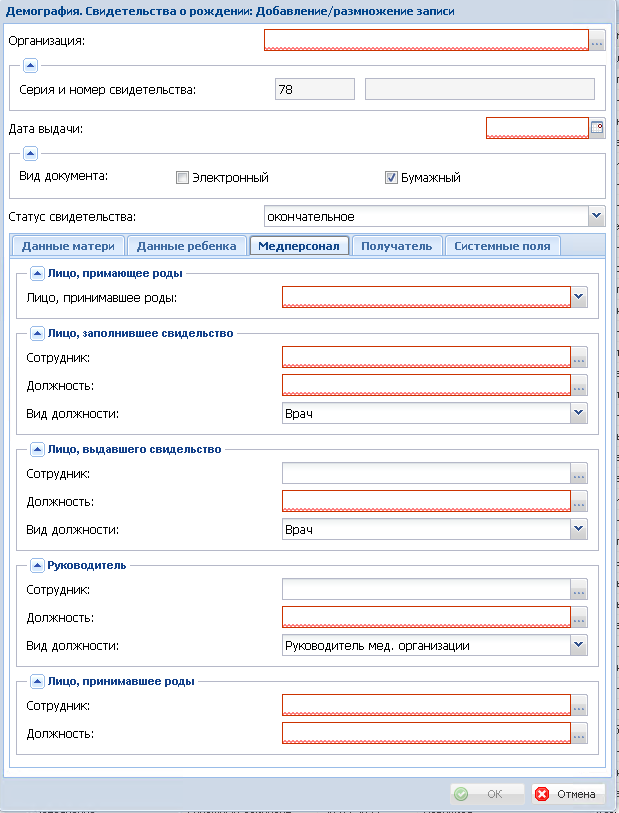 Демография. Свидетельства о рождении: Добавление/размножение записи
Организация:
Серия и номер свидетельства: 78
Дата выдачи:
Вид документа: Электронный Бумажный
Статус свидетельства: окончательное
Данные матери Данные ребенка Медперсонал Получатель Системные поля
Лицо, примающее роды
Лицо, принимавшее роды:
Лицо, заполнившее свидельство
Сотрудник:
Должность:
Вид должности: Врач
Лицо, выдавшего свидельство
Сотрудник:
Должность:
Вид должности: Врач
Руководитель
Сотрудник:
Должность:
Вид должности: Руководитель мед. организации
Лицо, принимавшее роды
Сотрудник:
Должность:
OK Отмена